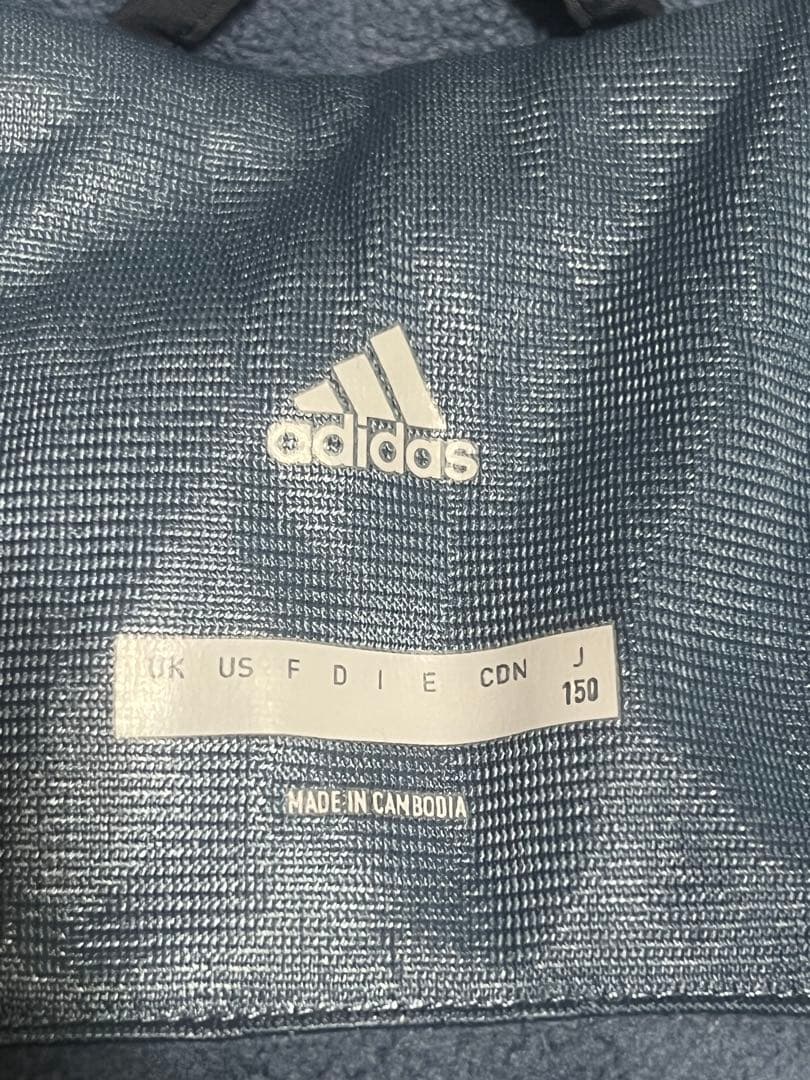 adidas
UK US F D I E CDN J
150
MADE IN CAMBODIA